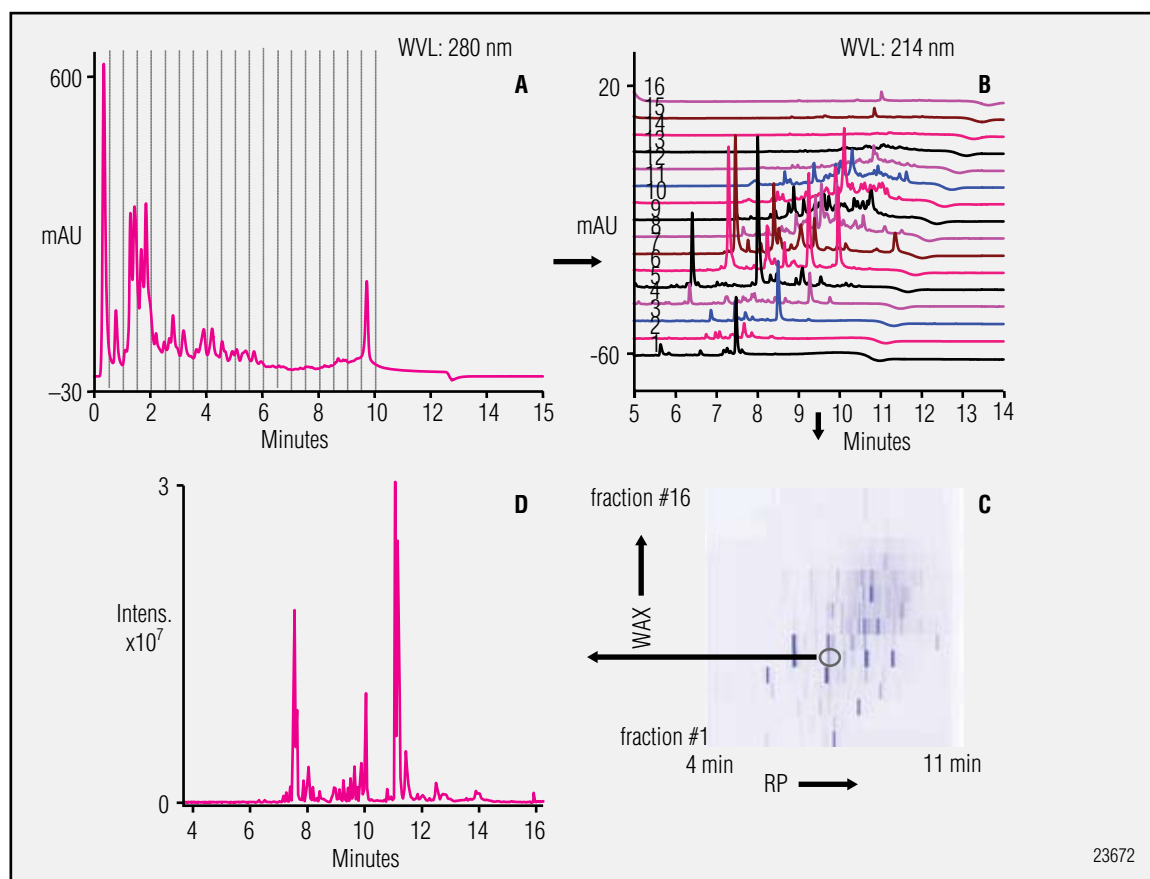 WVL: 280 nm
A
600
mAU
–30
0 2 4 6 8 10 12 15
Minutes
WVL: 214 nm
B
20
mAU
–60
16
15
14
13
12
11
10
9
8
7
6
5
4
3
2
1
5 6 7 8 9 10 11 12 13 14
Minutes
fraction #16
C
WAX
fraction #1
4 min
11 min
RP
3
D
Intens.
x10⁷
0
4 6 8 10 12 14 16
Minutes
23672